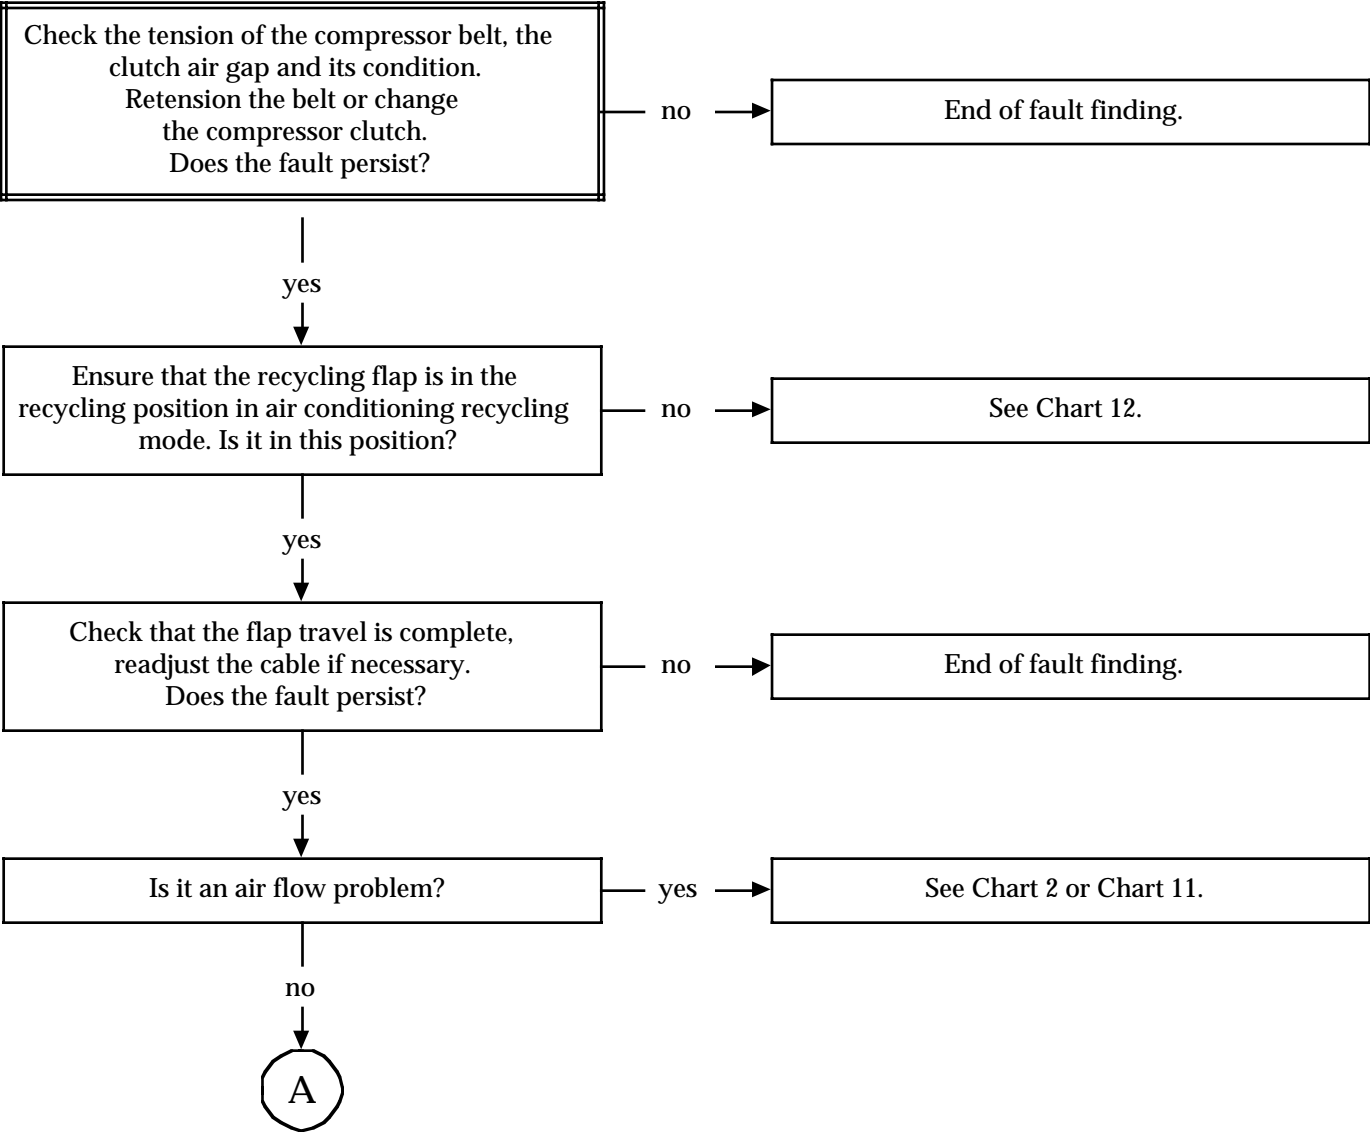 Check the tension of the compressor belt, the
clutch air gap and its condition.
Retension the belt or change
the compressor clutch.
Does the fault persist?
no
End of fault finding.
yes
Ensure that the recycling flap is in the
recycling position in air conditioning recycling
mode. Is it in this position?
no
See Chart 12.
yes
Check that the flap travel is complete,
readjust the cable if necessary.
Does the fault persist?
no
End of fault finding.
yes
Is it an air flow problem?
yes
See Chart 2 or Chart 11.
no
A